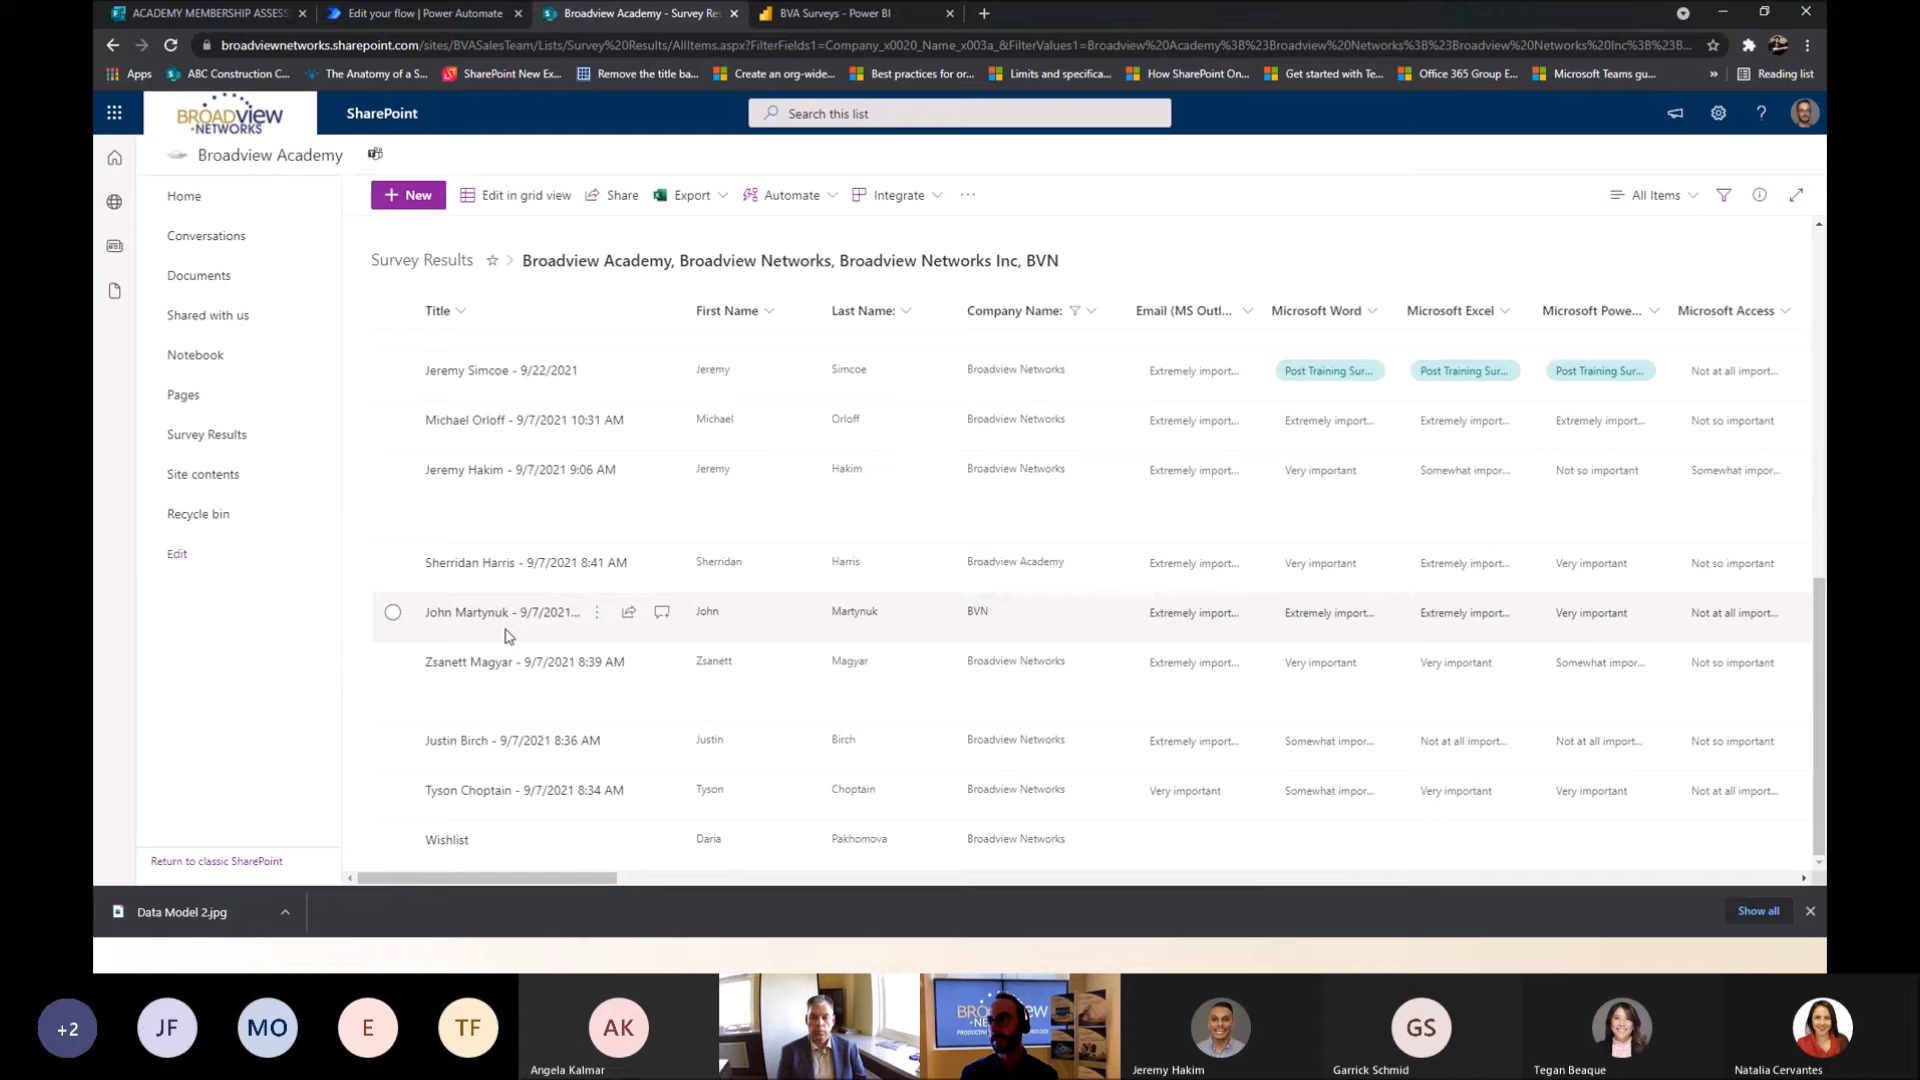 ACADEMY MEMBERSHIP ASSESS
Edit your flow | Power Automate
Broadview Academy - Survey Res
BVA Surveys - Power BI
broadviewnetworks.sharepoint.com/sites/BVASalesTeam/Lists/Survey%20Results/AllItems.aspx?FilterFields1=Company_x0020_Name_x003a_&FilterValues1=Broadview%20Academy%3B%23Broadview%20Networks%3B%23Broadview%20Networks%20Inc%3B%23B...
Apps
ABC Construction C...
The Anatomy of a S...
SharePoint New Ex...
Remove the title ba...
Create an org-wide...
Best practices for or...
Limits and specifica...
How SharePoint On...
Get started with Te...
Office 365 Group E...
Microsoft Teams gu...
»
Reading list
BROADVIEW NETWORKS
SharePoint
Search this list
?
Broadview Academy
Home
Conversations
Documents
Shared with us
Notebook
Pages
Survey Results
Site contents
Recycle bin
Edit
Return to classic SharePoint
+ New
Edit in grid view
Share
Export
Automate
Integrate
...
All Items
Survey Results > Broadview Academy, Broadview Networks, Broadview Networks Inc, BVN
Title First Name Last Name: Company Name: Email (MS Outl... Microsoft Word Microsoft Excel Microsoft Powe... Microsoft Access
Jeremy Simcoe - 9/22/2021 Jeremy Simcoe Broadview Networks Extremely import... Post Training Sur... Post Training Sur... Post Training Sur... Not at all import...
Michael Orloff - 9/7/2021 10:31 AM Michael Orloff Broadview Networks Extremely import... Extremely import... Extremely import... Extremely import... Not so important
Jeremy Hakim - 9/7/2021 9:06 AM Jeremy Hakim Broadview Networks Extremely import... Very important Somewhat impor... Not so important Somewhat impor...
Sherridan Harris - 9/7/2021 8:41 AM Sherridan Harris Broadview Academy Extremely import... Very important Extremely import... Very important Not so important
John Martynuk - 9/7/2021... John Martynuk BVN Extremely import... Extremely import... Extremely import... Very important Not at all import...
Zsanett Magyar - 9/7/2021 8:39 AM Zsanett Magyar Broadview Networks Extremely import... Very important Very important Somewhat impor... Not so important
Justin Birch - 9/7/2021 8:36 AM Justin Birch Broadview Networks Extremely import... Somewhat impor... Not at all import... Not at all import... Not so important
Tyson Choptain - 9/7/2021 8:34 AM Tyson Choptain Broadview Networks Very important Somewhat impor... Very important Very important Not at all import...
Wishlist Daria Pakhomova Broadview Networks
Data Model 2.jpg
Show all
+2
JF
MO
E
TF
AK
Angela Kalmar
Jeremy Hakim
GS
Garrick Schmid
Tegan Beaque
Natalia Cervantes